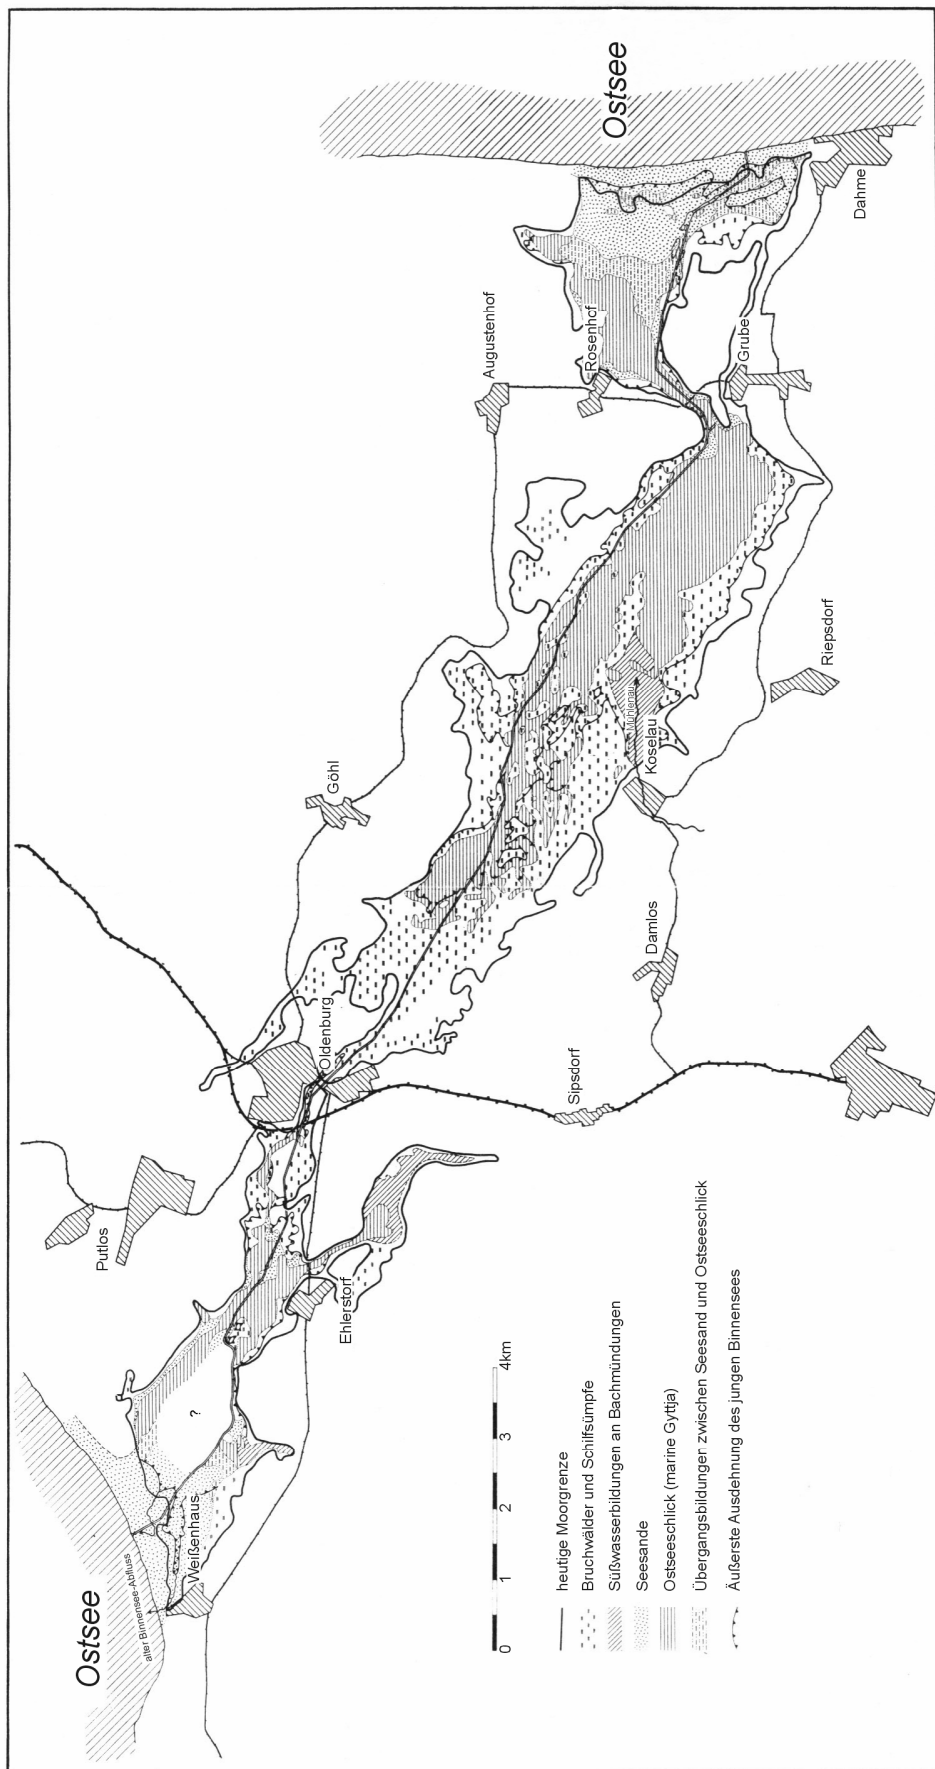 Ostsee
Ostsee
alter Binnensee-Abfluss
Weißenhaus
?
Putlos
Ehlerstorf
Oldenburg
Sipsdorf
Göhl
Damlos
Koselau
Mühlenau
Riepsdorf
Augustenhof
Rosenhof
Grube
Dahme
0 1 2 3 4km
heutige Moorgrenze
Bruchwälder und Schilfsümpfe
Süßwasserbildungen an Bachmündungen
Seesande
Ostseeschlick (marine Gyttja)
Übergangsbildungen zwischen Seesand und Ostseeschlick
Äußerste Ausdehnung des jungen Binnensees